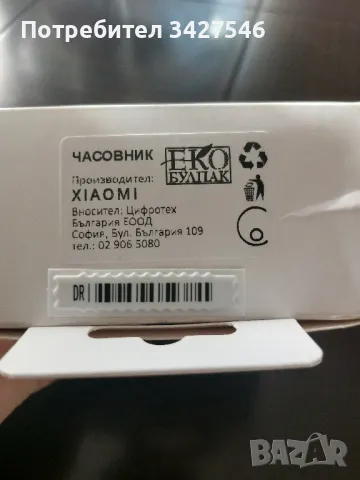 Потребител 3427546
ЧАСОВНИК
ЕКО
БУЛПАК
Производител:
XIAOMI
Вносител: Цифротех
България ЕООД
София, Бул. България 109
тел.: 02 906 5080
DR
BAZAR